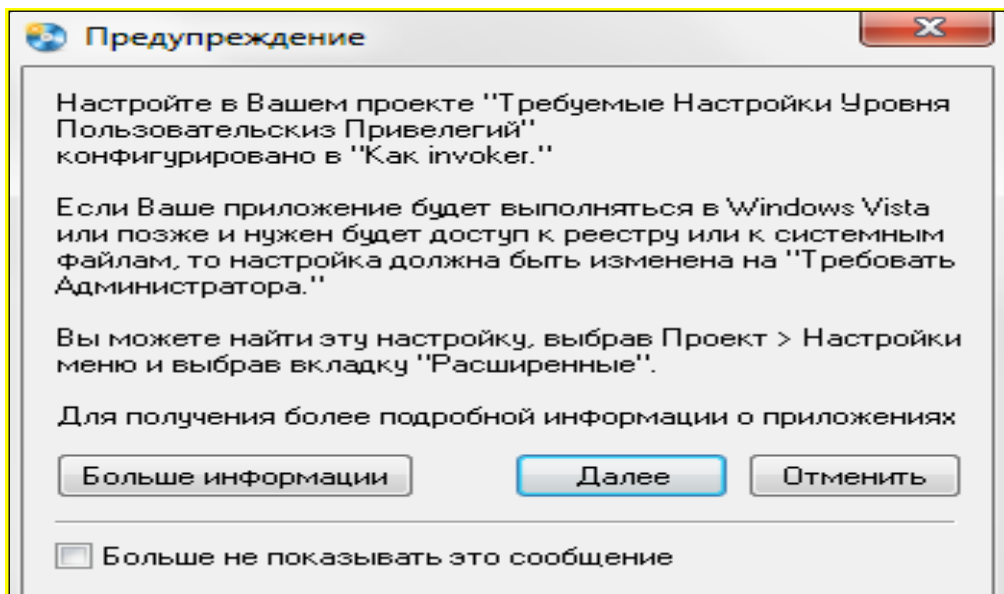 Предупреждение
Настройте в Вашем проекте "Требуемые Настройки Уровня
Пользовательскиз Привелегий"
конфигурировано в "Как invoker."
Если Ваше приложение будет выполняться в Windows Vista
или позже и нужен будет доступ к реестру или к системным
файлам, то настройка должна быть изменена на "Требовать
Администратора."
Вы можете найти эту настройку, выбрав Проект > Настройки
меню и выбрав вкладку "Расширенные".
Для получения более подробной информации о приложениях
Больше информации Далее Отменить
Больше не показывать это сообщение